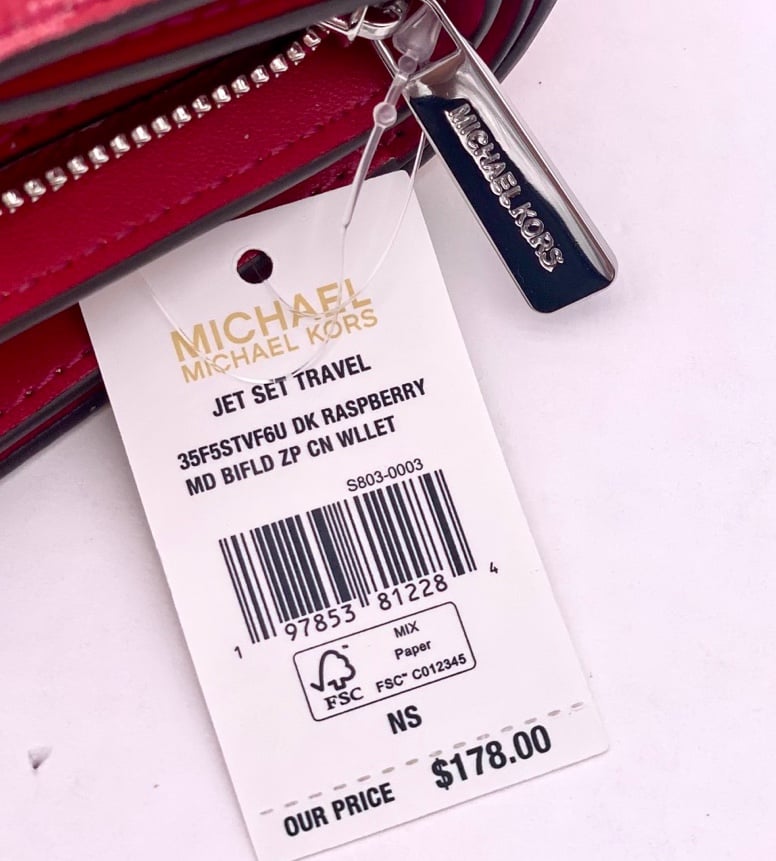 MICHAEL KORS
MICHAEL
MICHAEL KORS
JET SET TRAVEL
35F5STVF6U DK RASPBERRY
MD BIFLD ZP CN WLLET
S803-0003
1 97853 81228 4
FSC
MIX
Paper
FSC™ C012345
NS
OUR PRICE $178.00